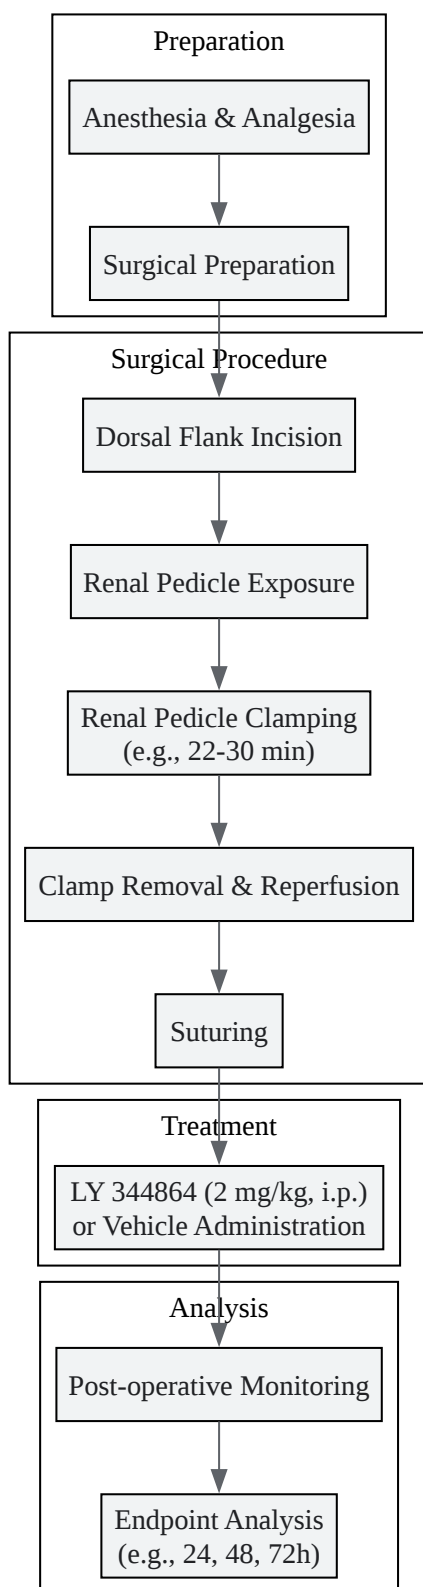 Preparation
Anesthesia & Analgesia
Surgical Preparation
Surgical Procedure
Dorsal Flank Incision
Renal Pedicle Exposure
Renal Pedicle Clamping
(e.g., 22-30 min)
Clamp Removal & Reperfusion
Suturing
Treatment
LY 344864 (2 mg/kg, i.p.)
or Vehicle Administration
Analysis
Post-operative Monitoring
Endpoint Analysis
(e.g., 24, 48, 72h)